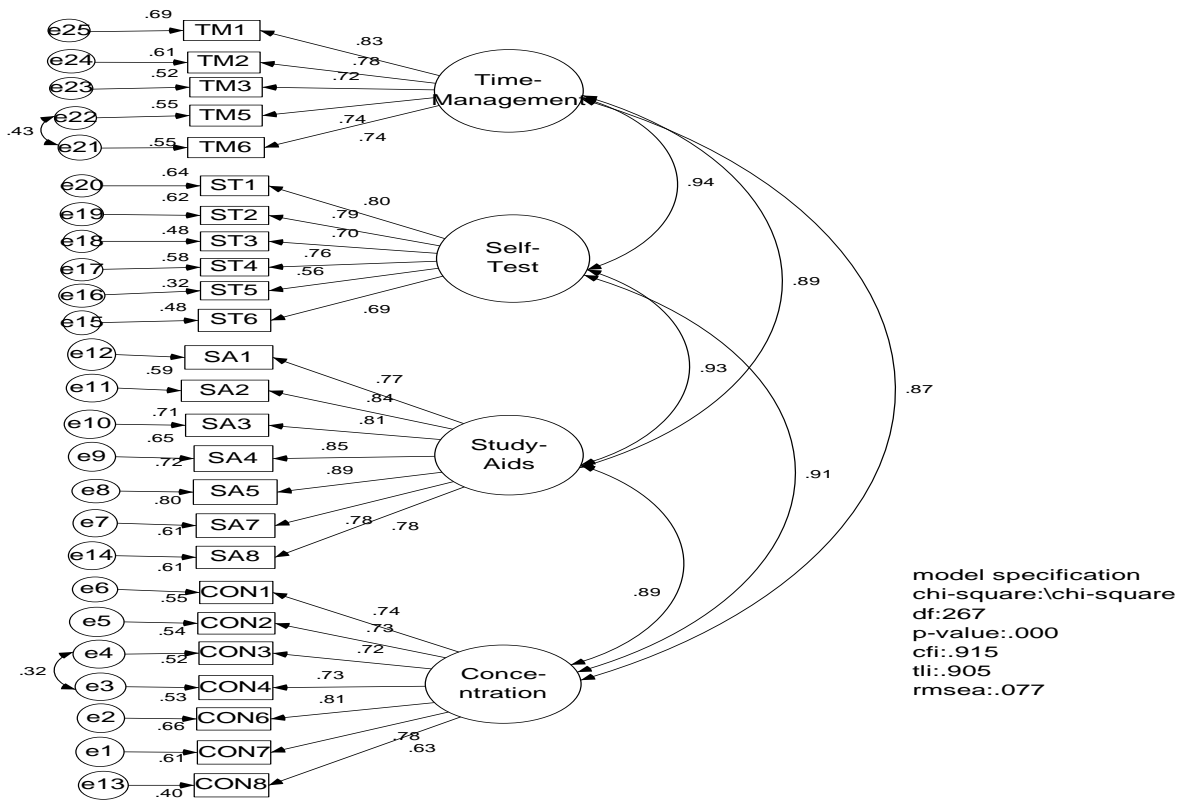 .69
e25
TM1
.83
.61
e24
TM2
.78
.52
e23
TM3
.72
Time-
Management
.55
e22
TM5
.74
.43
.55
e21
TM6
.74
.64
e20
ST1
.94
.80
.62
e19
ST2
.79
.48
e18
ST3
.70
Self-
Test
.58
e17
ST4
.76
.32
e16
ST5
.56
.89
.48
e15
ST6
.69
e12
SA1
.59
.77
.93
e11
SA2
.84
.87
.71
e10
SA3
.81
.65
e9
.72
SA4
.85
Study-
Aids
e8
.80
SA5
.89
.91
e7
.61
SA7
.78
e14
.61
SA8
.78
e6
.55
CON1
.74
.89
e5
.54
CON2
.73
e4
.52
CON3
.72
.32
e3
.53
CON4
.73
Conce-
ntration
e2
.66
CON6
.81
e1
.61
CON7
.78
.63
e13
.40
CON8
model specification
chi-square:\chi-square
df:267
p-value:.000
cfi:.915
tli:.905
rmsea:.077